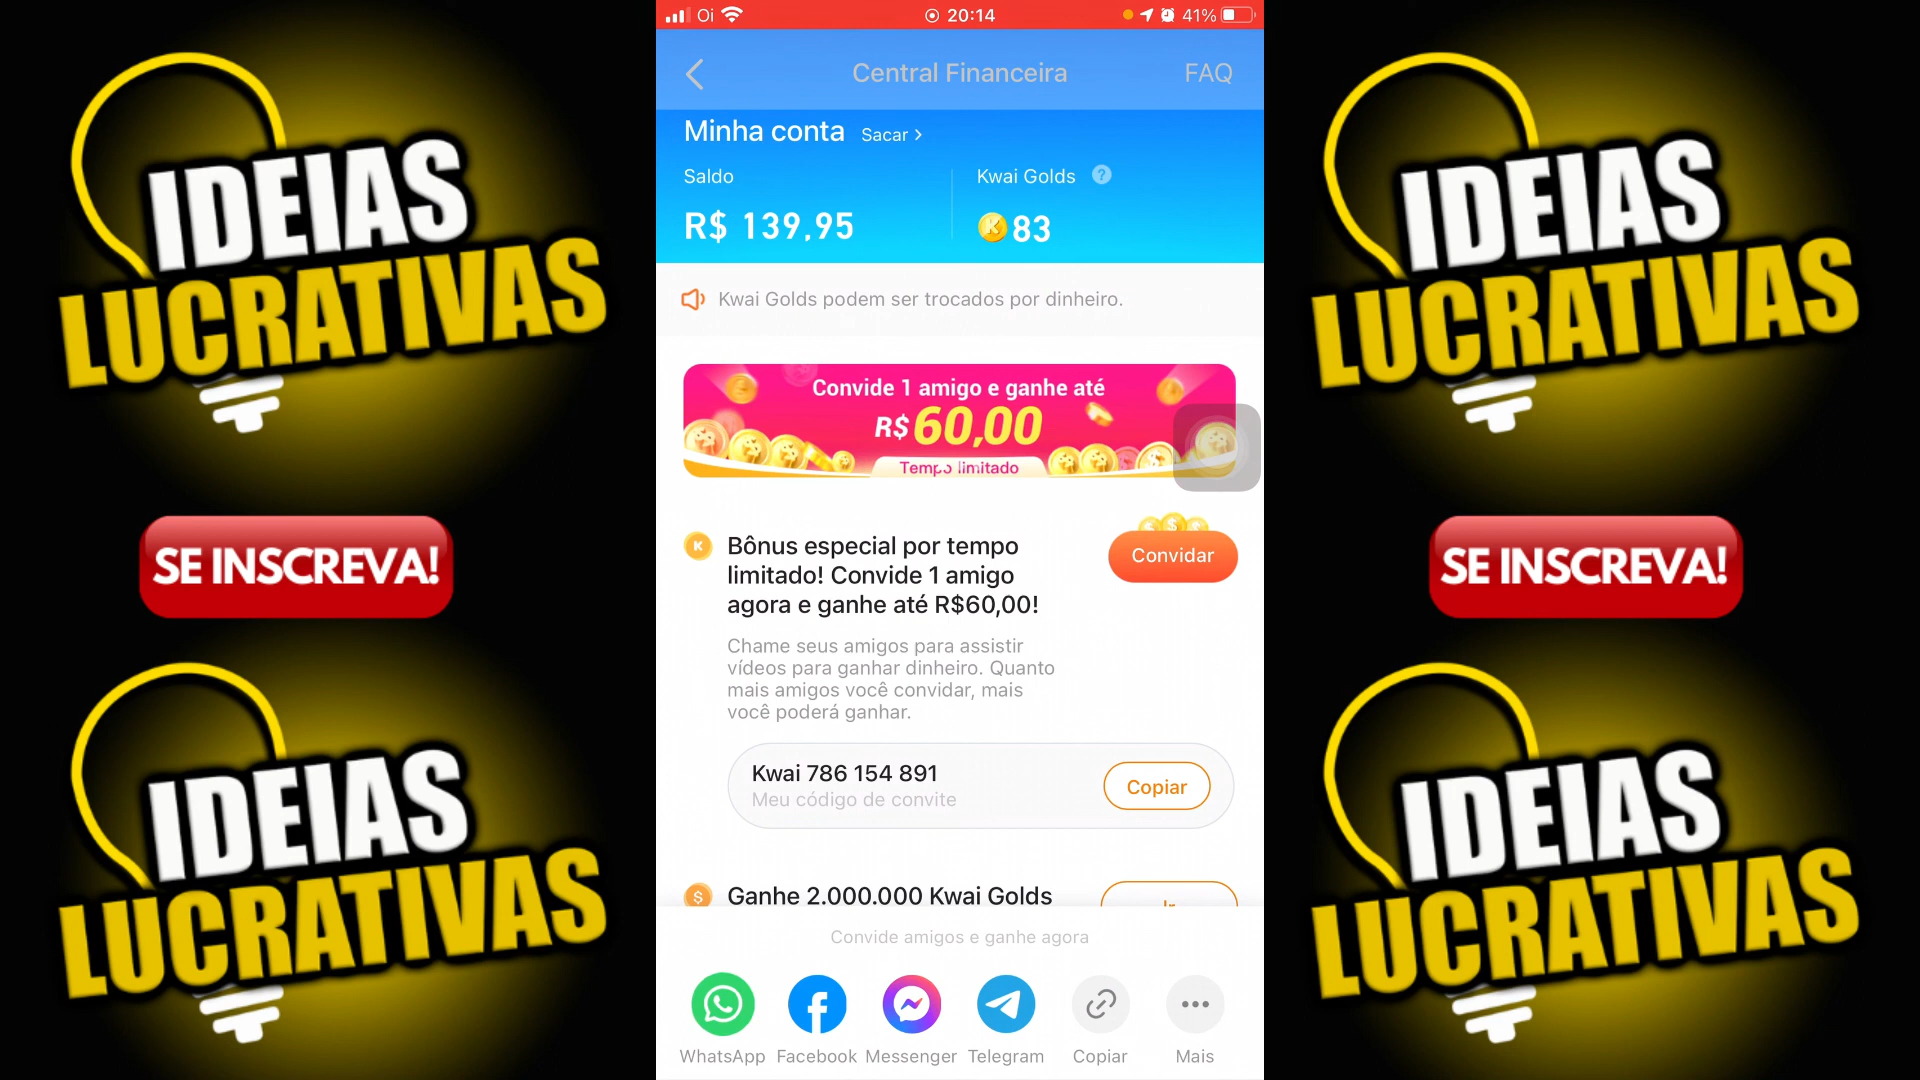 IDEIAS
LUCRATIVAS
SE INSCREVA!
IDEIAS
LUCRATIVAS
Oi
20:14
41%
Central Financeira
FAQ
Minha conta
Sacar >
Saldo
Kwai Golds ?
R$ 139,95
K 83
Kwai Golds podem ser trocados por dinheiro.
Convide 1 amigo e ganhe até
R$ 60,00
Tempo limitado
K
Bônus especial por tempo
limitado! Convide 1 amigo
agora e ganhe até R$60,00!
Convidar
Chame seus amigos para assistir
vídeos para ganhar dinheiro. Quanto
mais amigos você convidar, mais
você poderá ganhar.
Kwai 786 154 891
Meu código de convite
Copiar
$
Ganhe 2.000.000 Kwai Golds
Ir
Convide amigos e ganhe agora
WhatsApp
Facebook
Messenger
Telegram
Copiar
Mais
IDEIAS
LUCRATIVAS
SE INSCREVA!
IDEIAS
LUCRATIVAS